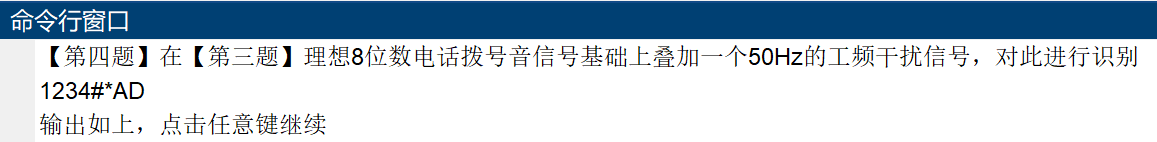 命令行窗口
【第四题】在【第三题】理想8位数电话拨号音信号基础上叠加一个50Hz的工频干扰信号，对此进行识别
1234#*AD
输出如上，点击任意键继续